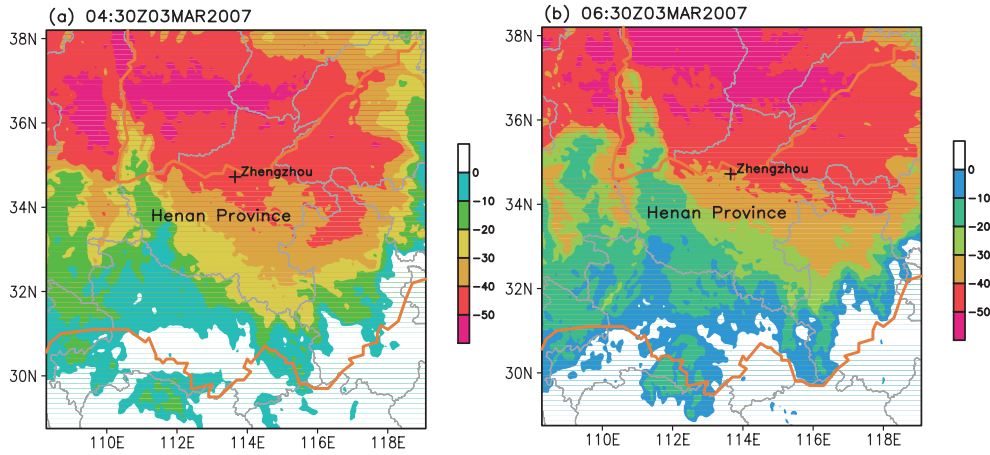 (a) 04:30Z03MAR2007
38N
36N
34N
32N
30N
110E 112E 114E 116E 118E
Zhengzhou
Henan Province
0
-10
-20
-30
-40
-50
(b) 06:30Z03MAR2007
38N
36N
34N
32N
30N
110E 112E 114E 116E 118E
Zhengzhou
Henan Province
0
-10
-20
-30
-40
-50